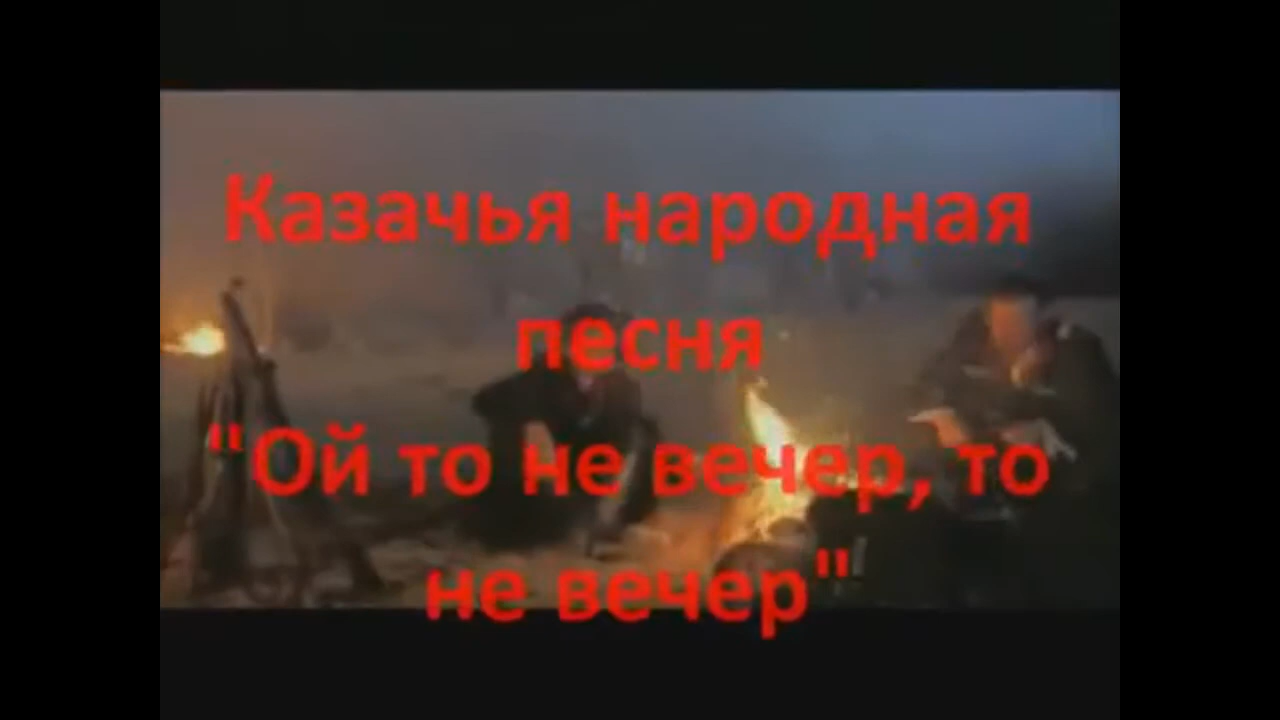 Казачья народная
песня
"Ой то не вечер, то
не вечер"